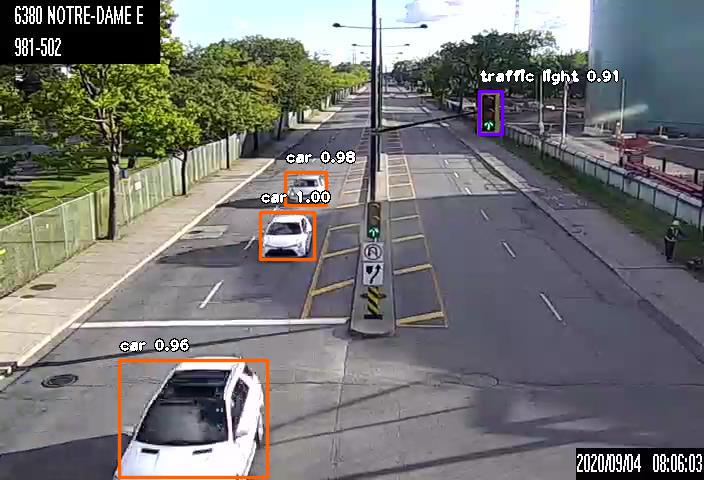 6380 NOTRE-DAME E
981-502
traffic light 0.91
car 0.98
car 1.00
car 0.96
2020/09/04 08:06:03